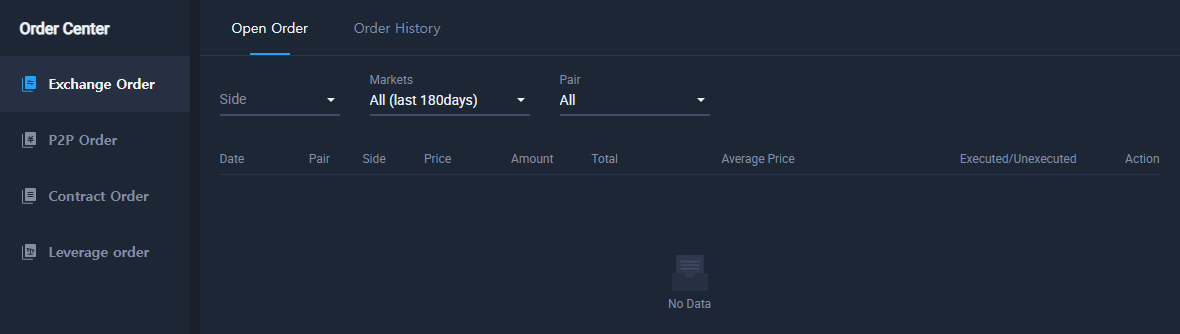 Order Center
Exchange Order
P2P Order
Contract Order
Leverage order
Open Order Order History
Side Markets All (last 180days) Pair All
Date Pair Side Price Amount Total Average Price Executed/Unexecuted Action
No Data